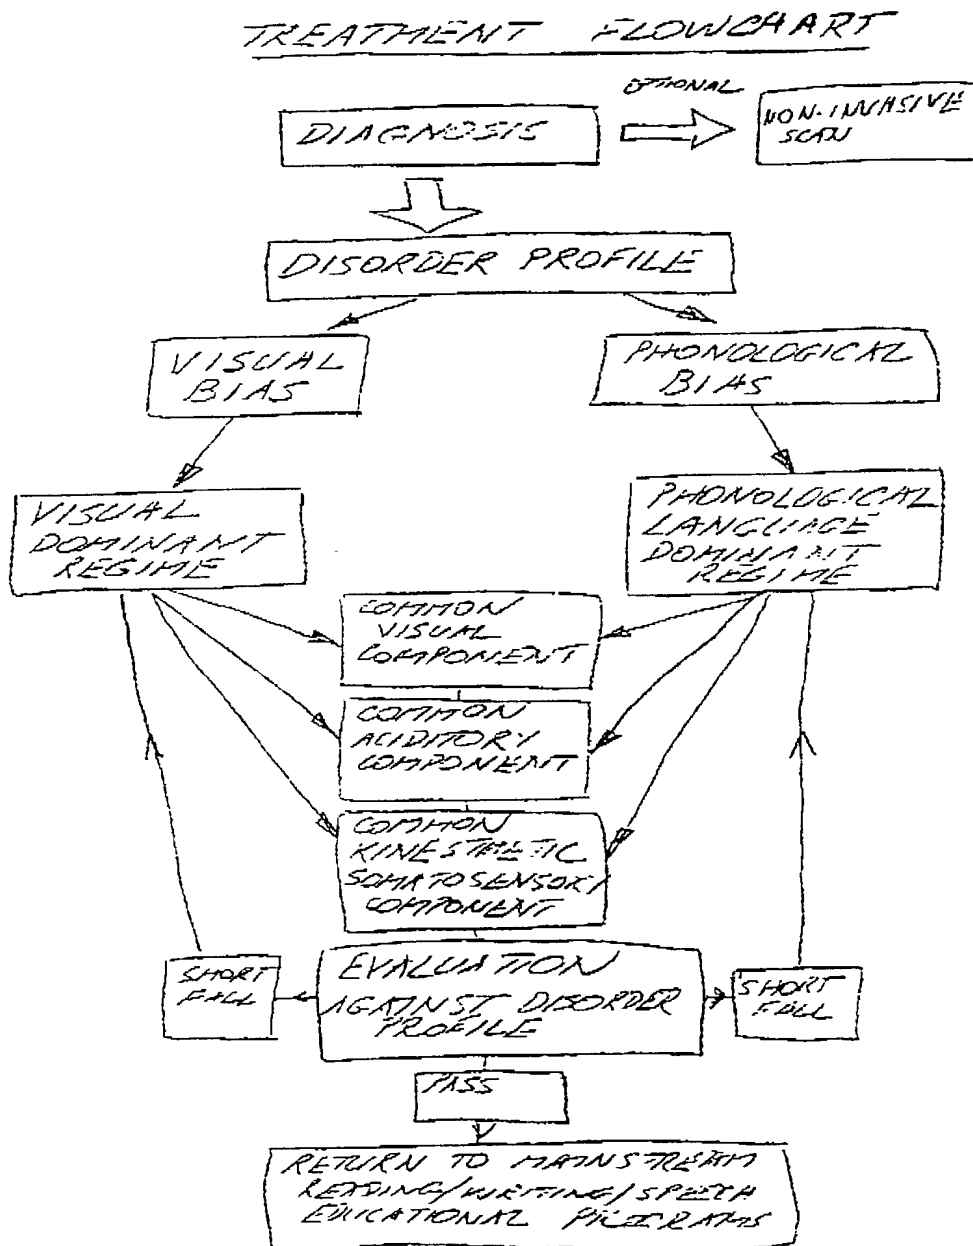 TREATMENT FLOWCHART
OPTIONAL
DIAGNOSIS
NON-INVASIVE
SCAN
DISORDER PROFILE
VISUAL
BIAS
PHONOLOGICAL
BIAS
VISUAL
DOMINANT
REGIME
PHONOLOGICAL
LANGUAGE
DOMINANT
REGIME
COMMON
VISUAL
COMPONENT
COMMON
AUDITORY
COMPONENT
COMMON
KINESTHETIC
SOMATOSENSORY
COMPONENT
SHORT
FALL
EVALUATION
AGAINST DISORDER
PROFILE
SHORT
FALL
PASS
RETURN TO MAINSTREAM
READING/WRITING/SPEECH
EDUCATIONAL PROGRAMS